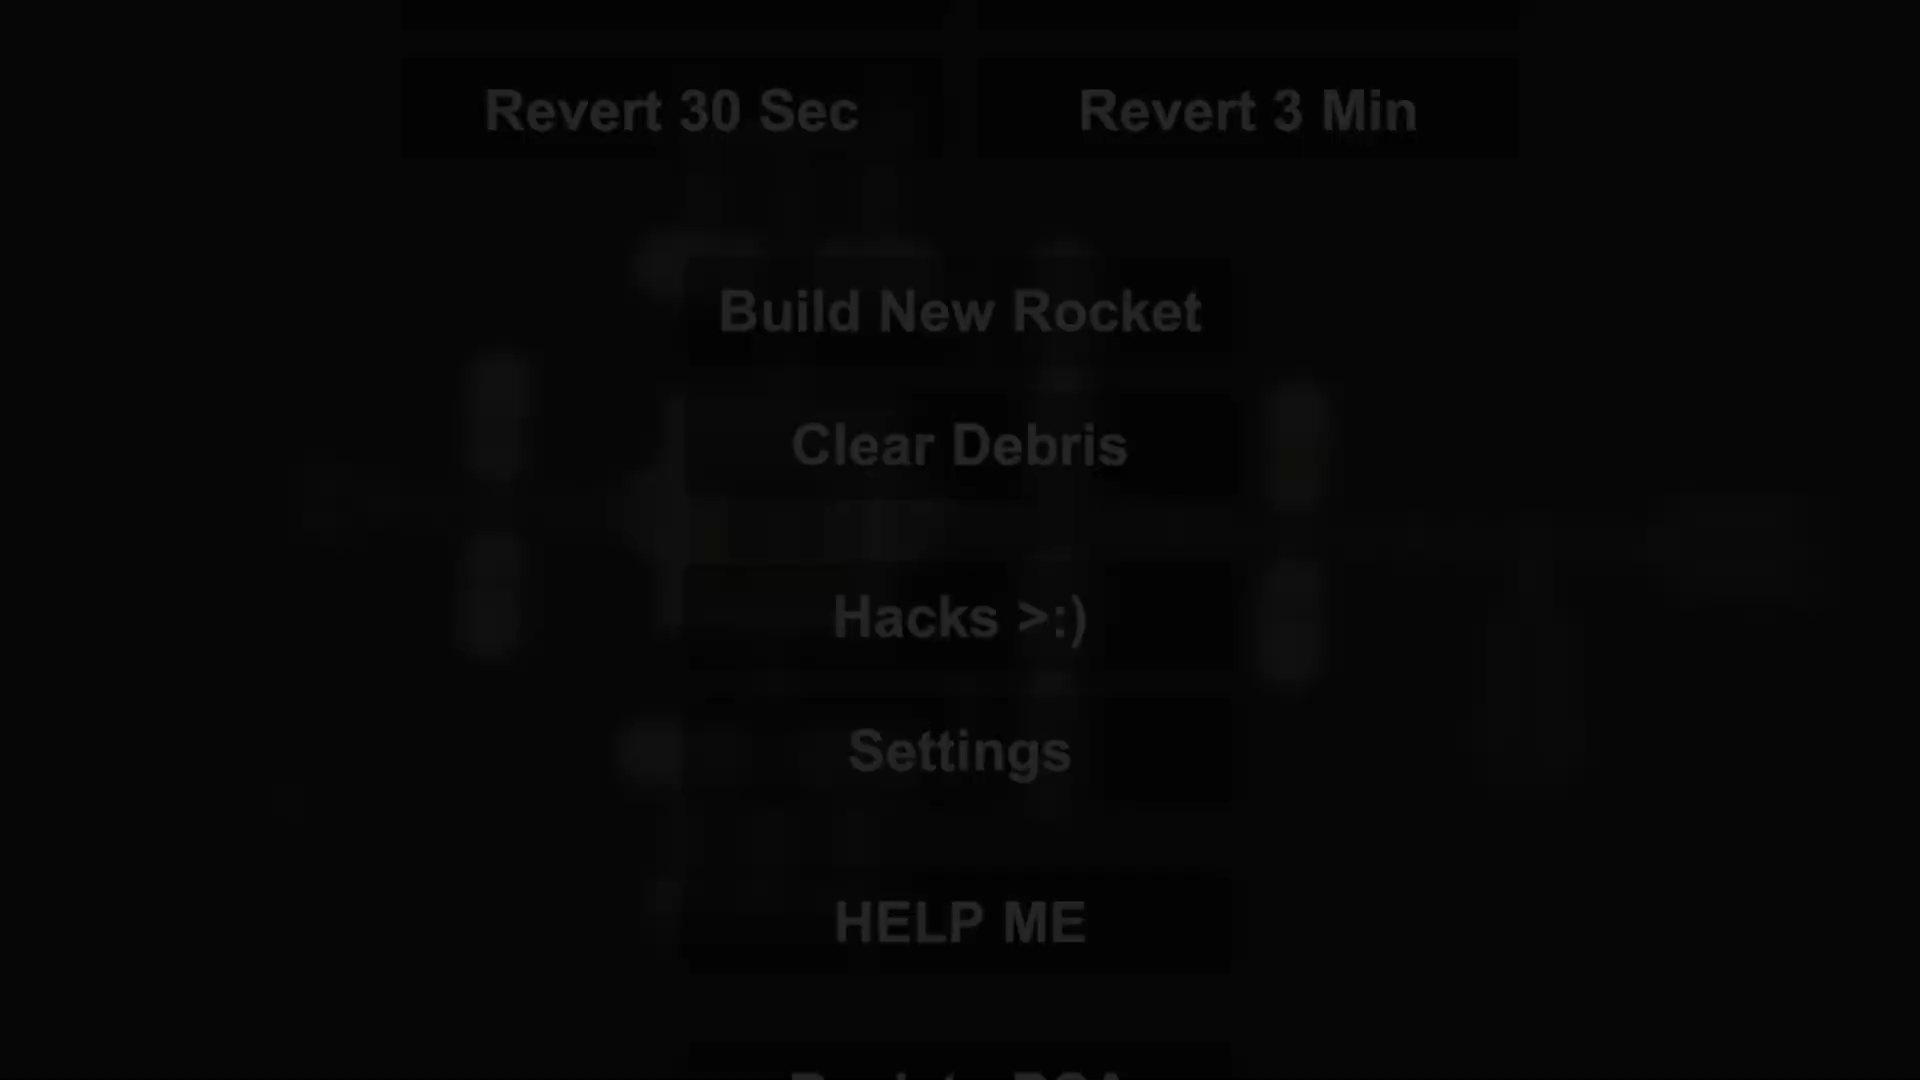 Revert 30 Sec
Revert 3 Min
Build New Rocket
Clear Debris
Hacks >:)
Settings
HELP ME